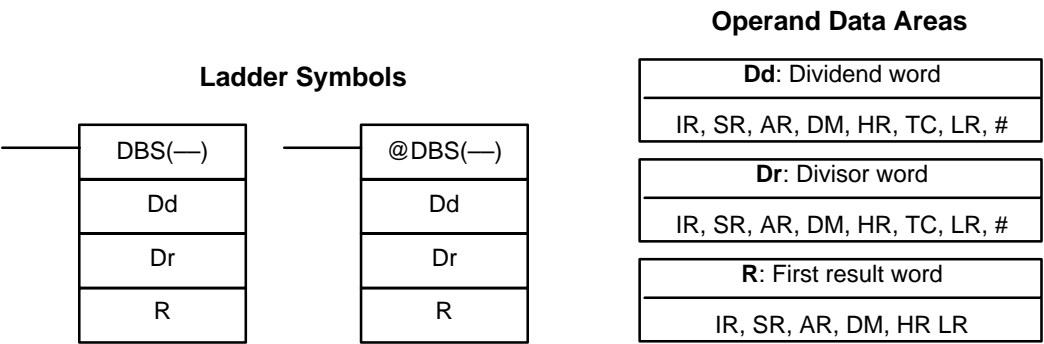 Ladder Symbols
DBS(—)
Dd
Dr
R
@DBS(—)
Dd
Dr
R
Operand Data Areas
Dd: Dividend word
IR, SR, AR, DM, HR, TC, LR, #
Dr: Divisor word
IR, SR, AR, DM, HR, TC, LR, #
R: First result word
IR, SR, AR, DM, HR LR